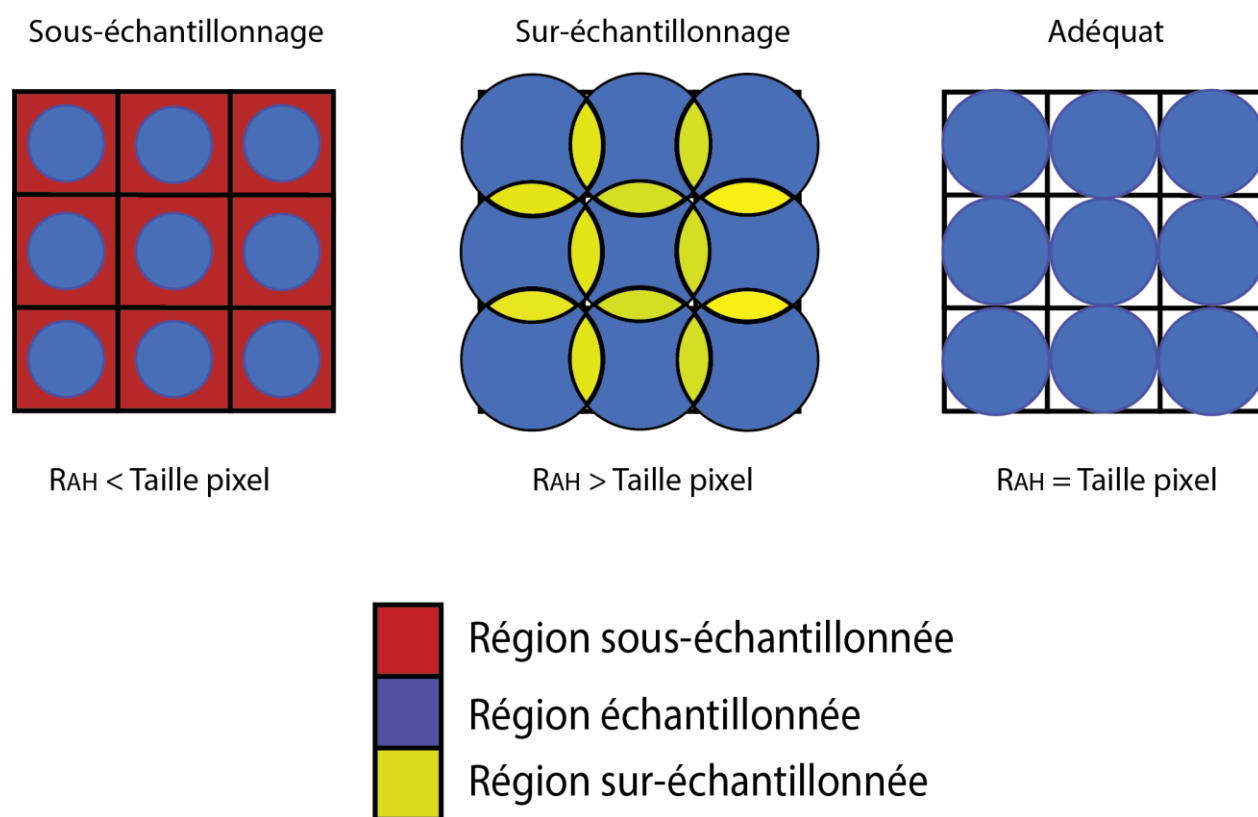 Sous-échantillonnage
Sur-échantillonnage
Adéquat
RAH < Taille pixel
RAH > Taille pixel
RAH = Taille pixel
Région sous-échantillonnée
Région échantillonnée
Région sur-échantillonnée